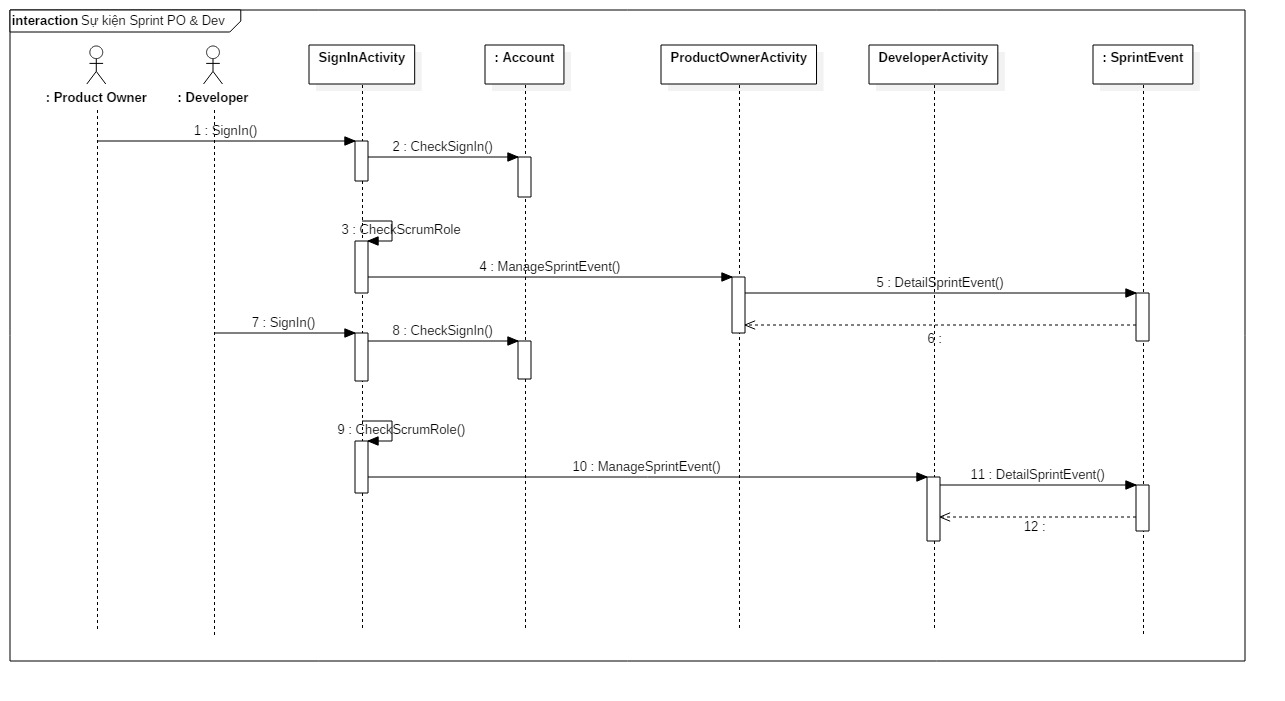 interaction Sự kiện Sprint PO & Dev
SignInActivity
: Account
ProductOwnerActivity
DeveloperActivity
: SprintEvent
: Product Owner
: Developer
1 : SignIn()
2 : CheckSignIn()
3 : CheckScrumRole
4 : ManageSprintEvent()
5 : DetailSprintEvent()
6 :
7 : SignIn()
8 : CheckSignIn()
9 : CheckScrumRole()
10 : ManageSprintEvent()
11 : DetailSprintEvent()
12 :